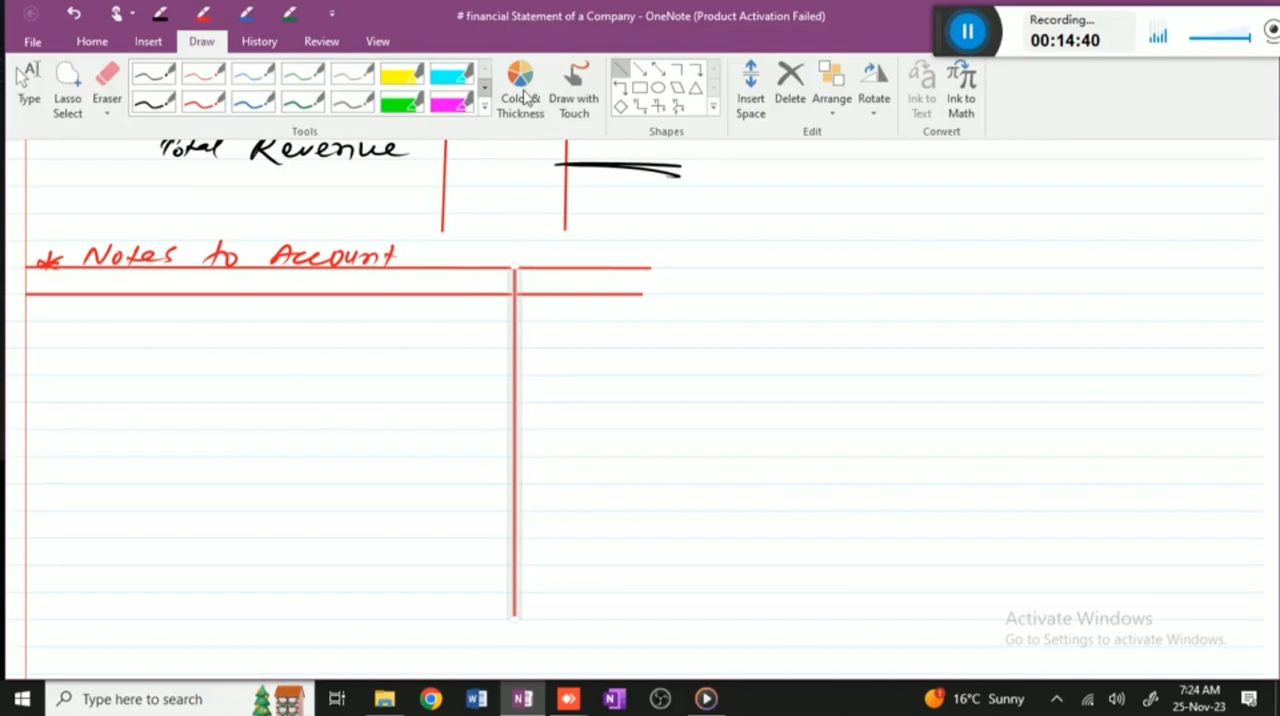 # financial Statement of a Company - OneNote (Product Activation Failed)
Recording...
00:14:40
File Home Insert Draw History Review View
Type
Lasso Select
Eraser
Color & Thickness
Draw with Touch
Insert Space
Delete
Arrange
Rotate
Ink to Text
Ink to Math
Tools
Shapes
Edit
Convert
Total Revenue
* Notes to Account
Activate Windows
Go to Settings to activate Windows.
Type here to search
16°C Sunny
7:24 AM
25-Nov-23